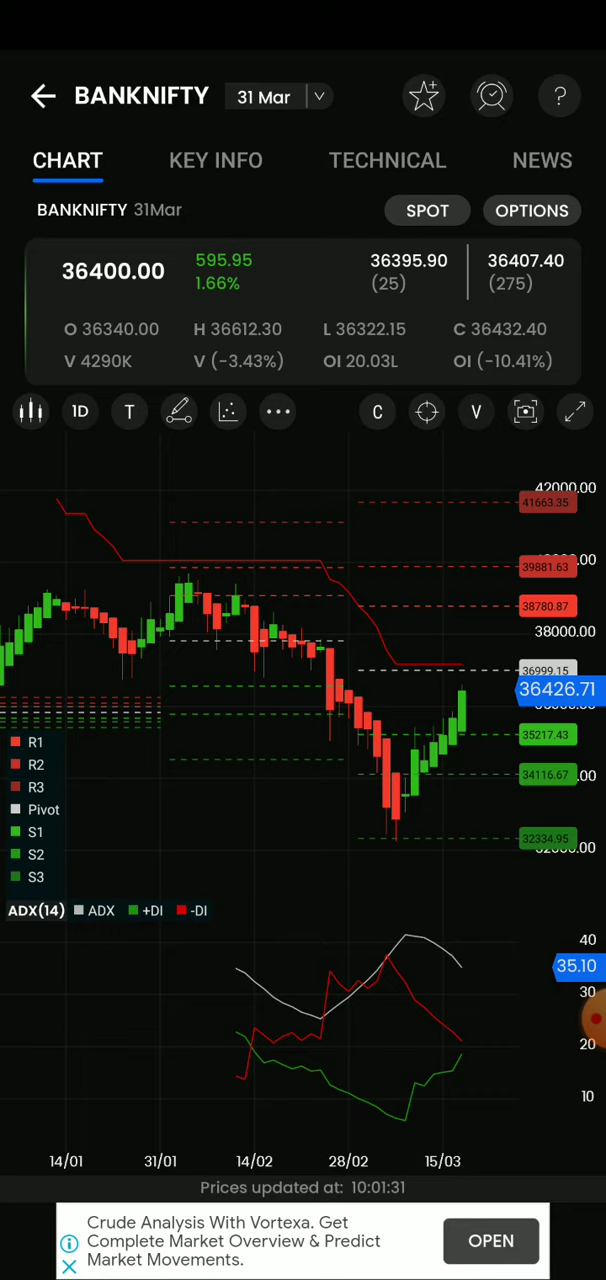 BANKNIFTY 31 Mar
?
CHART KEY INFO TECHNICAL NEWS
BANKNIFTY 31Mar SPOT OPTIONS
36400.00 595.95 1.66% 36395.90 (25) 36407.40 (275)
O 36340.00 H 36612.30 L 36322.15 C 36432.40
V 4290K V (-3.43%) OI 20.03L OI (-10.41%)
1D T C V
42000.00
41663.35
39881.63
38780.87
38000.00
36999.15
36426.71
35217.43
34116.67
32334.95
R1
R2
R3
Pivot
S1
S2
S3
ADX(14) ADX +DI -DI
40
35.10
30
20
10
14/01 31/01 14/02 28/02 15/03
Prices updated at: 10:01:31
Crude Analysis With Vortexa. Get
Complete Market Overview & Predict
Market Movements.
OPEN